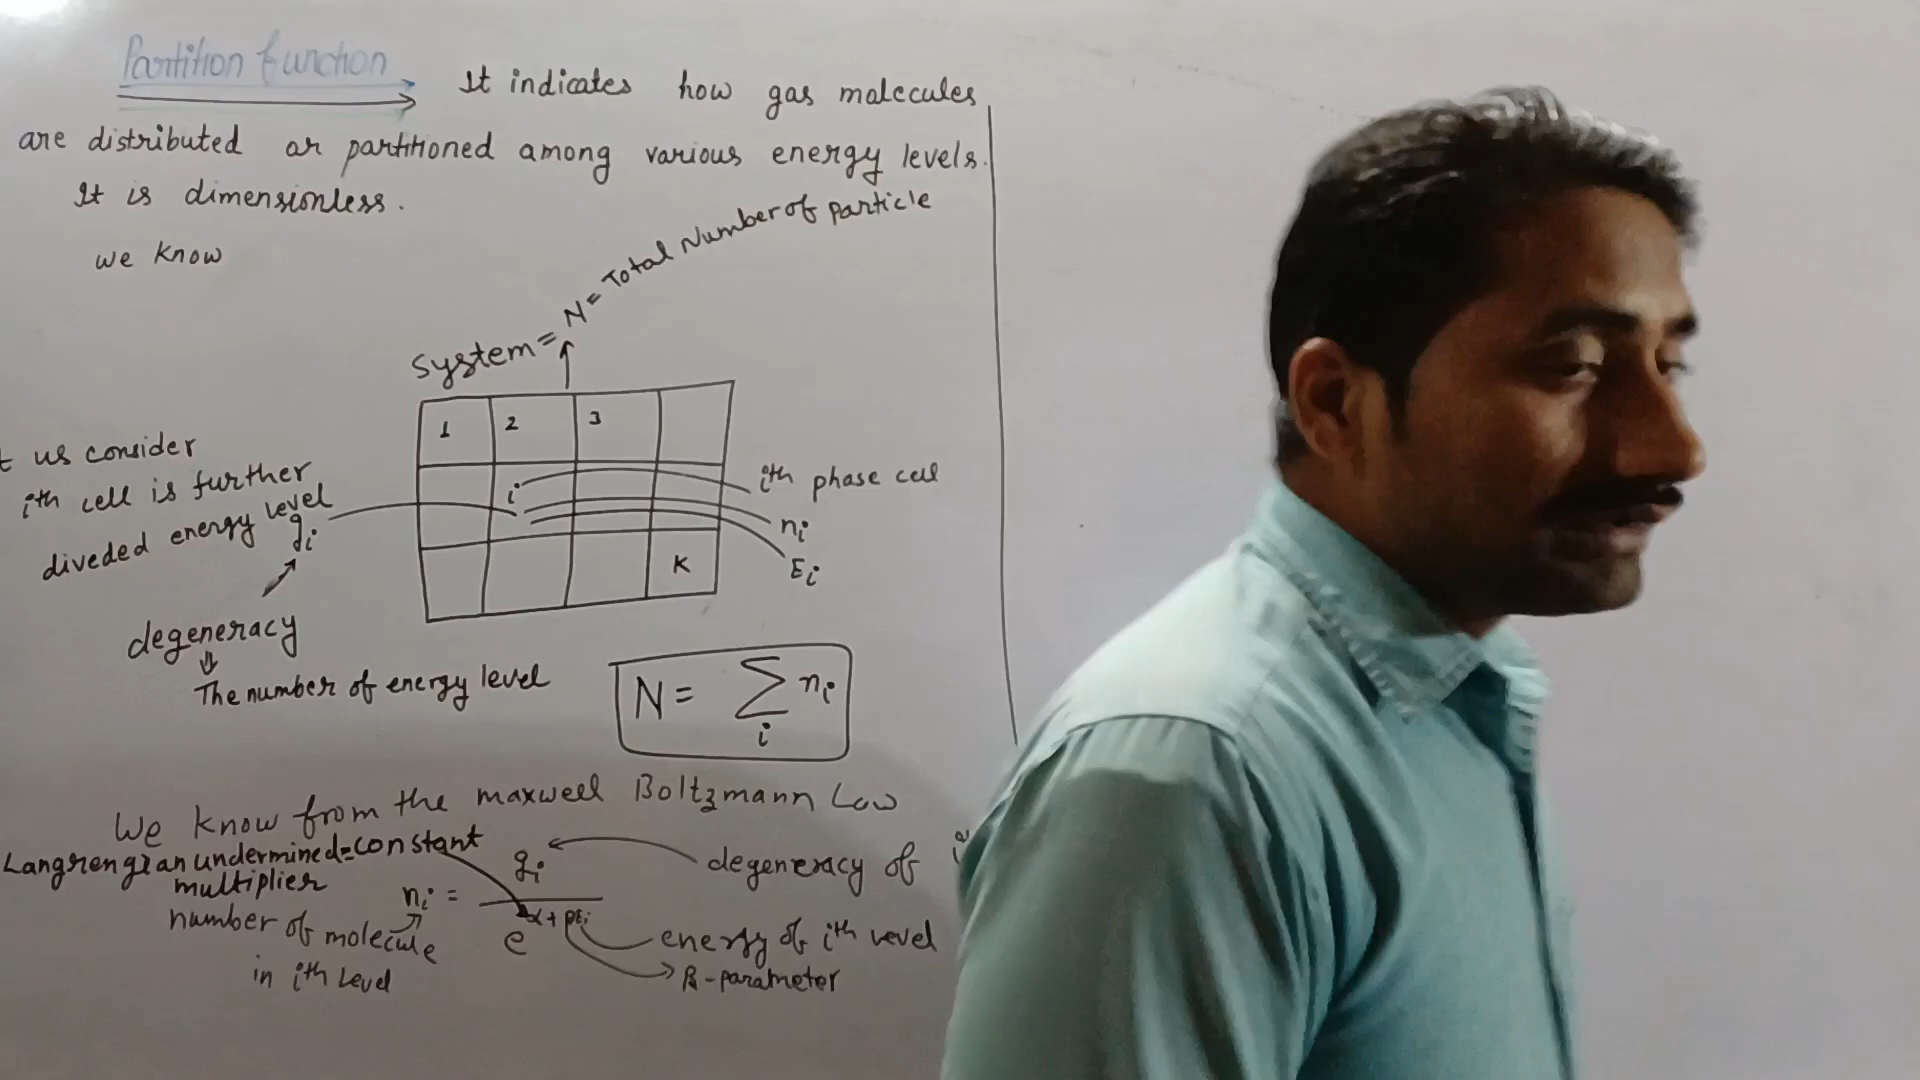 Partition function
It indicates how gas malecules
are distributed or partitioned among various energy levels.
It is dimensionless.
we know
System = N = Total Number of particle
1 2 3
i
K
ith phase cell
ni
Ei
t us consider
ith cell is further
diveded energy level
gi
degeneracy
⇓
The number of energy level
N = ∑i ni
We know from the maxwell Boltzmann Law
Langrengian undermined = constant
multiplier
ni = gi / e^α+βEi
degeneracy of
number of molecule
in ith Level
energy of ith level
β-parameter